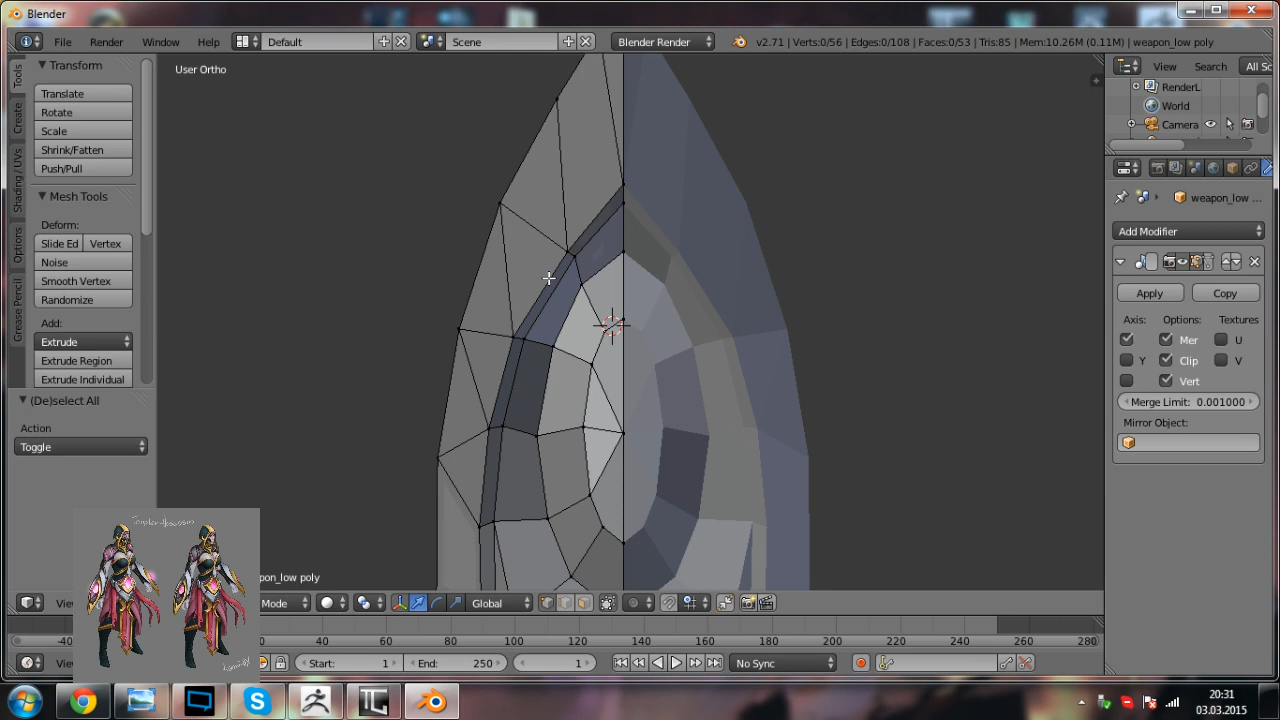 Blender
File Render Window Help Default Scene Blender Render v2.71 | Verts:0/56 | Edges:0/108 | Faces:0/53 | Tris:85 | Mem:10.26M (0.11M) | weapon_low poly
User Ortho
View Search All Sc
RenderL
World
Camera
Tools
Create
Shading / UVs
Options
Grease Pencil
Transform
Translate
Rotate
Scale
Shrink/Fatten
Push/Pull
Mesh Tools
Deform:
Slide Ed Vertex
Noise
Smooth Vertex
Randomize
Add:
Extrude
Extrude Region
Extrude Individual
(De)select All
Action
Toggle
weapon_low ...
Add Modifier
Apply Copy
Axis: Options: Textures
Mer U
Y Clip V
Vert
Merge Limit: 0.001000
Mirror Object:
Templar Assassin
pon_low poly
Vie Mode Global
-40 20 40 60 80 100 120 140 160 180 200 220 240 260 280
Vie Start: 1 End: 250 1 No Sync
20:31
03.03.2015